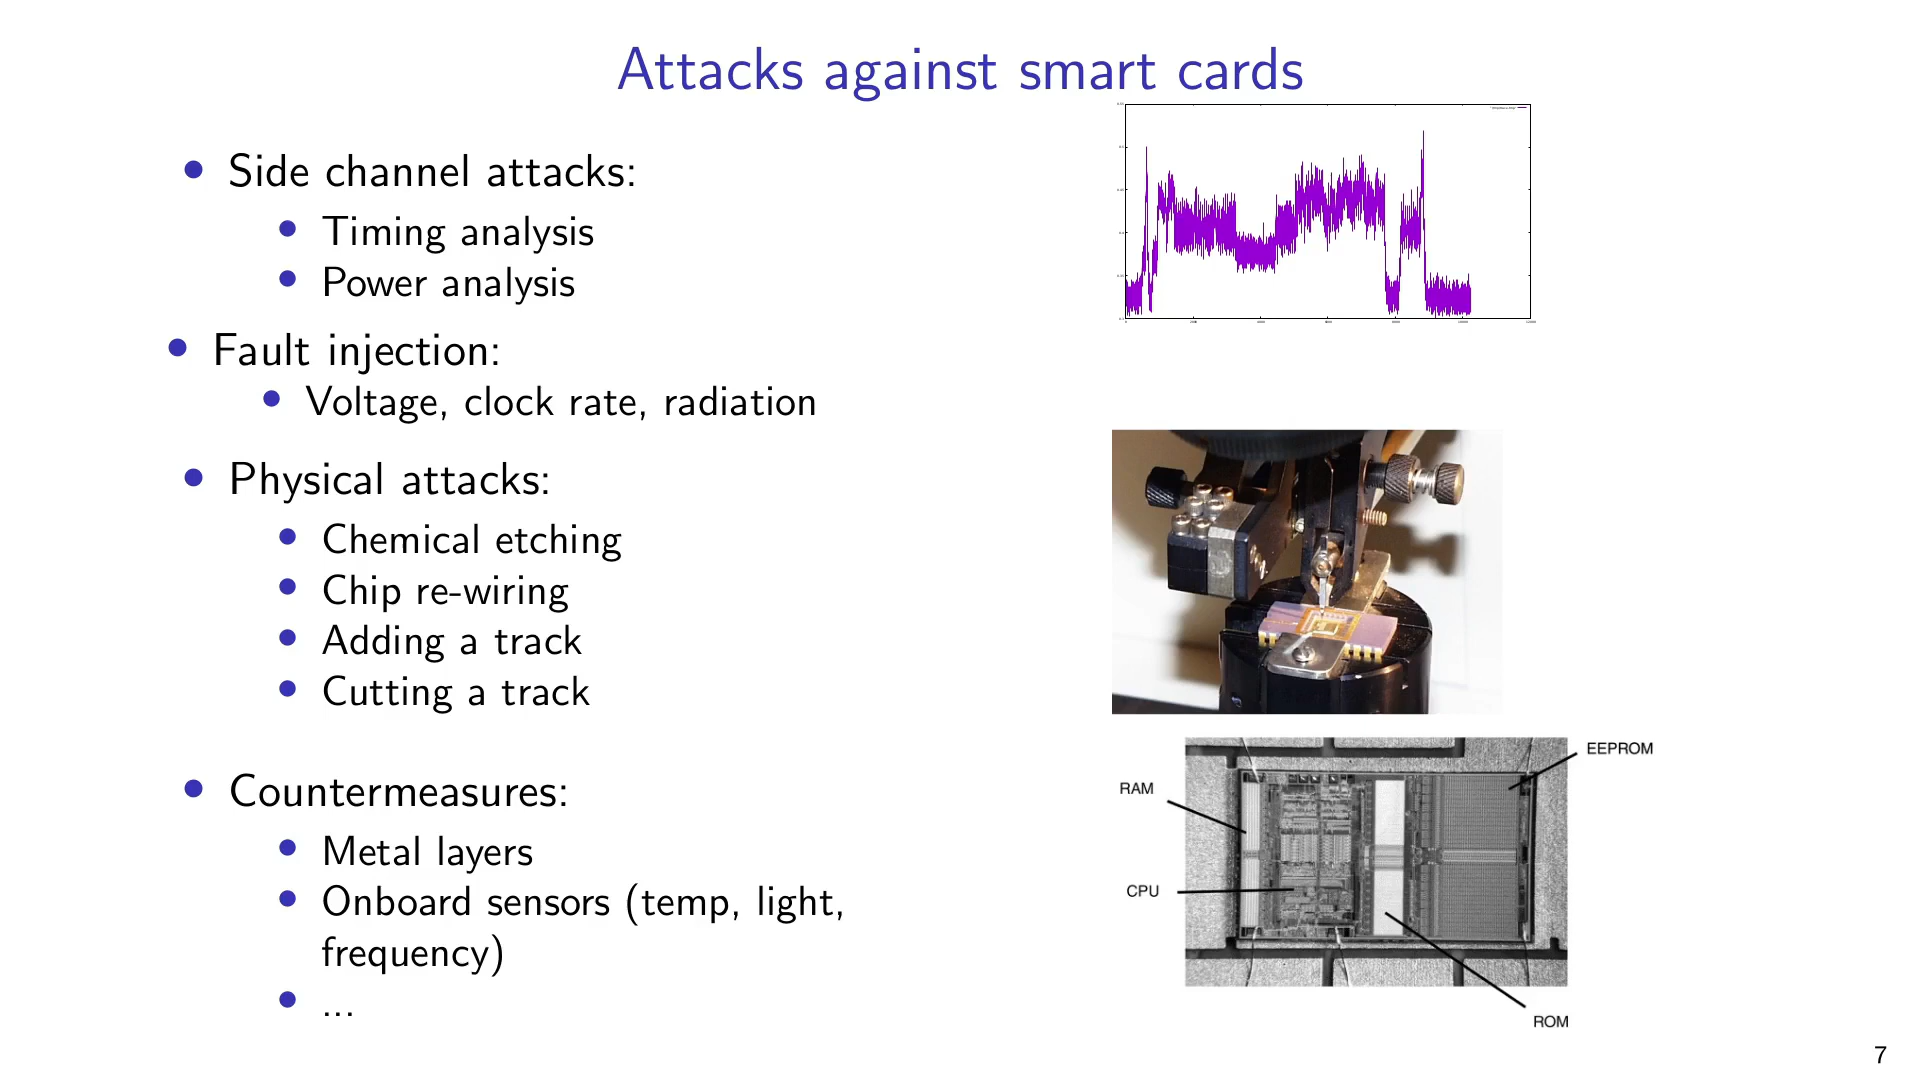 Attacks against smart cards
• Side channel attacks:
• Timing analysis
• Power analysis
• Fault injection:
• Voltage, clock rate, radiation
• Physical attacks:
• Chemical etching
• Chip re-wiring
• Adding a track
• Cutting a track
• Countermeasures:
• Metal layers
• Onboard sensors (temp, light,
frequency)
• ...
EEPROM
RAM
CPU
ROM
7